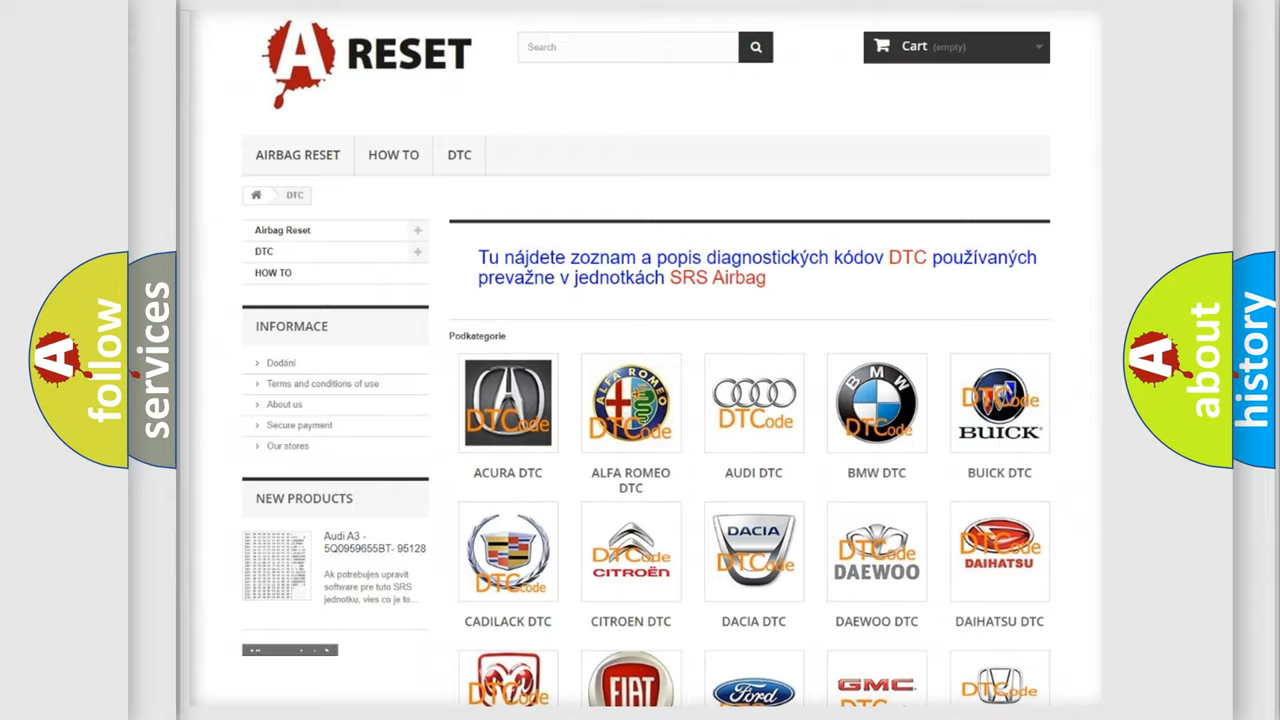 A RESET
Search
Cart (empty)
AIRBAG RESET
HOW TO
DTC
DTC
Airbag Reset
DTC
HOW TO
Tu nájdete zoznam a popis diagnostických kódov DTC používaných
prevažne v jednotkách SRS Airbag
INFORMACE
Dodání
Terms and conditions of use
About us
Secure payment
Our stores
NEW PRODUCTS
Audi A3 -
5Q0959655BT- 95128
Ak potrebujes upravit
software pre tuto SRS
jednotku, vies co je to...
Podkategorie
DTCode
ALFA ROMEO
DTCode
DTCode
BMW
DTCode
DTCode
BUICK
ACURA DTC
ALFA ROMEO
DTC
AUDI DTC
BMW DTC
BUICK DTC
DTCode
DTCode
CITROËN
DACIA
DTCode
DTCode
DAEWOO
DTCode
DAIHATSU
CADILACK DTC
CITROEN DTC
DACIA DTC
DAEWOO DTC
DAIHATSU DTC
DTCode
FIAT
Ford
GMC
DTCode
A follow
services
A about
history